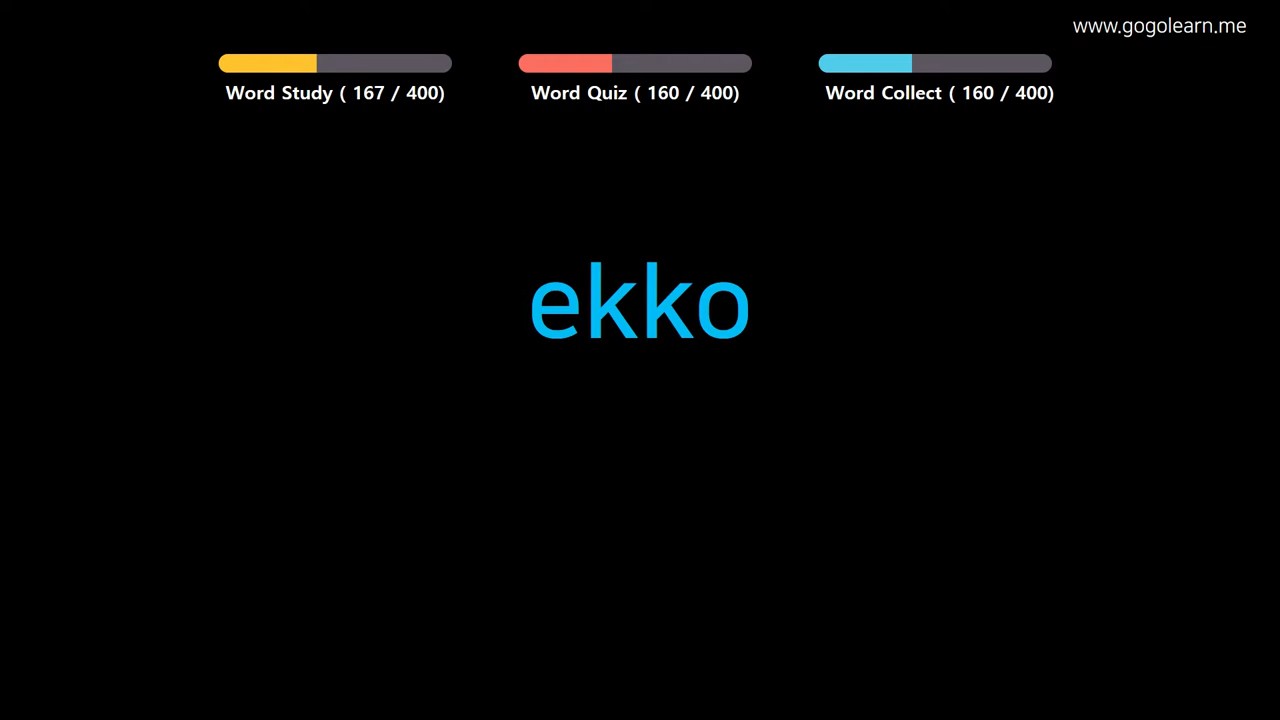 www.gogolearn.me
Word Study ( 167 / 400)
Word Quiz ( 160 / 400)
Word Collect ( 160 / 400)
ekko